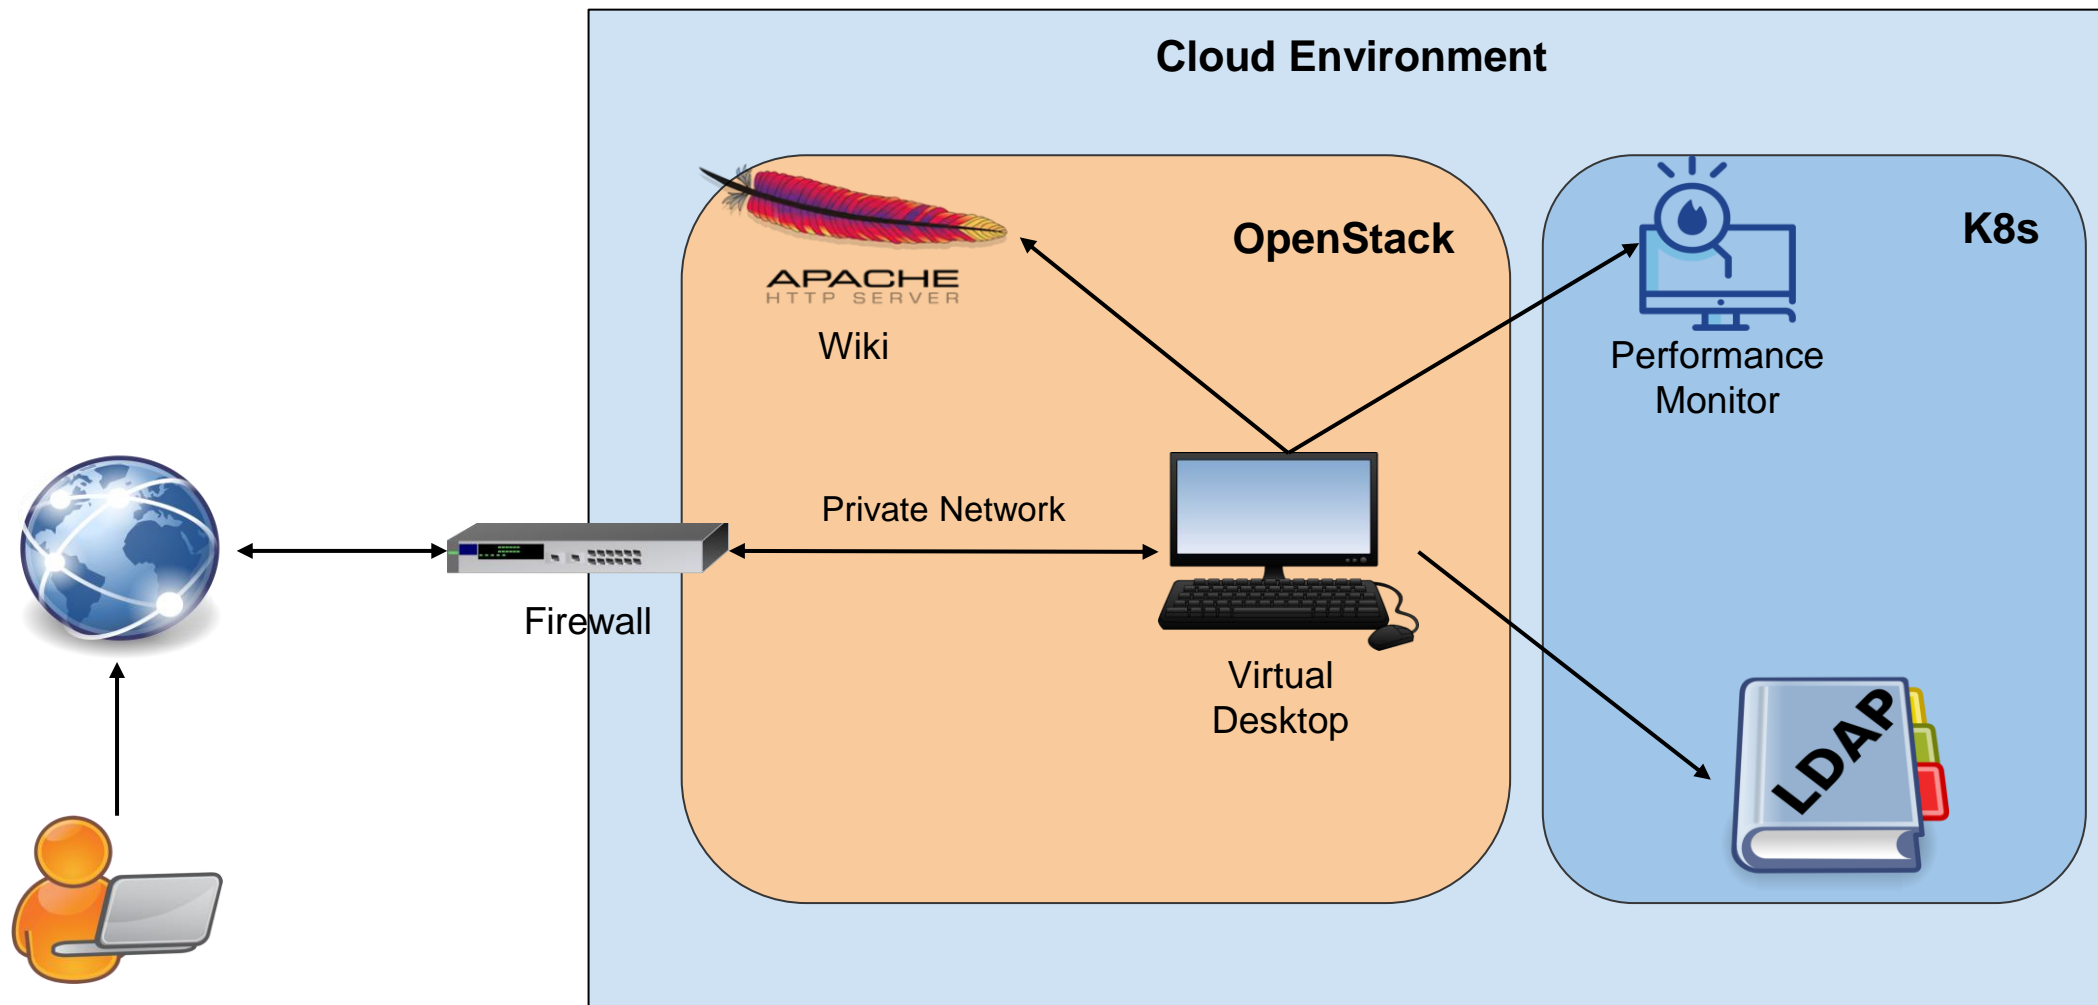 Cloud Environment
OpenStack
K8s
APACHE
HTTP SERVER
Wiki
Performance
Monitor
Private Network
Firewall
Virtual
Desktop
LDAP